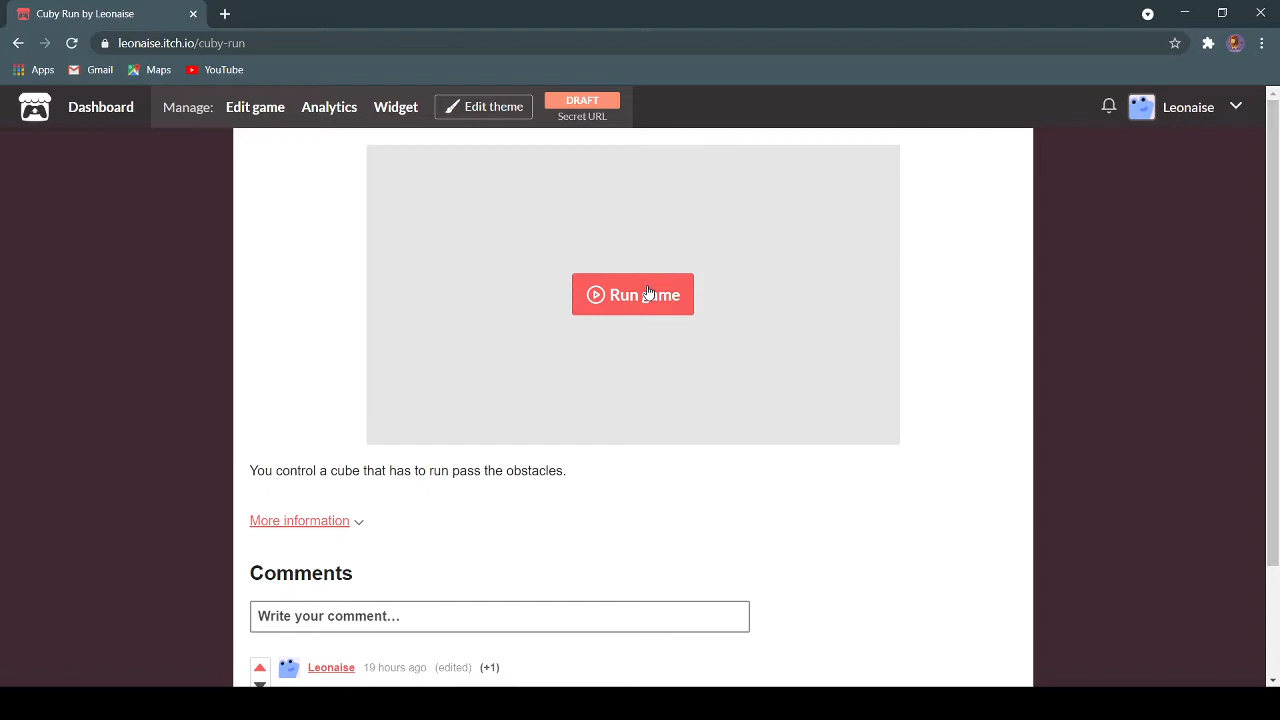 Cuby Run by Leonaise
leonaise.itch.io/cuby-run
Apps Gmail Maps YouTube
Dashboard Manage: Edit game Analytics Widget Edit theme DRAFT Leonaise
Secret URL
Run
You control a cube that has to run pass the obstacles.
More information
Comments
Write your comment...
Leonaise 19 hours ago (edited) (+1)